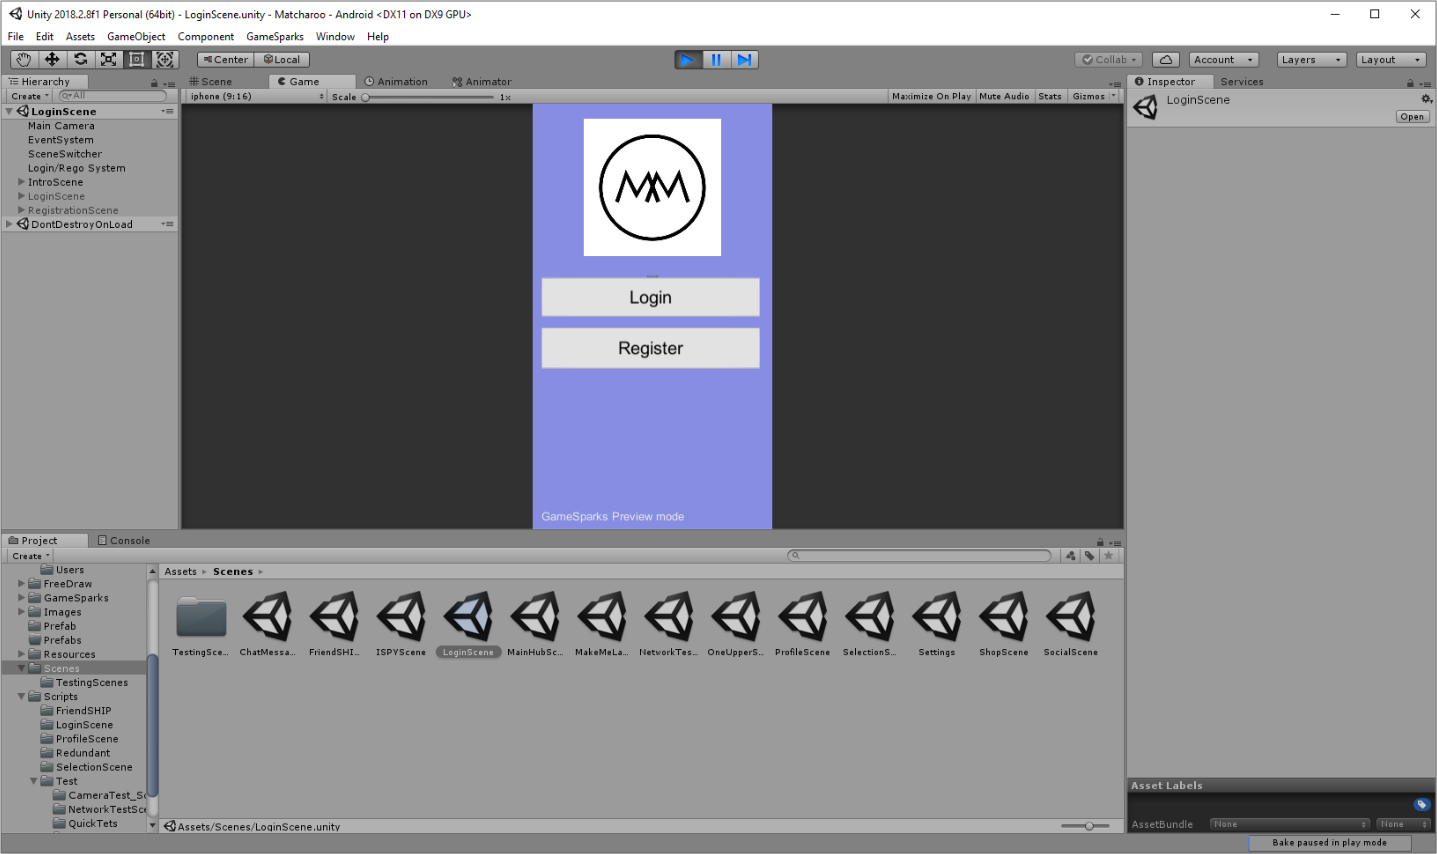 Unity 2018.2.8f1 Personal (64bit) - LoginScene.unity - Matcharoo - Android <DX11 on DX9 GPU>
File Edit Assets GameObject Component GameSparks Window Help
Center Local Collab Account Layers Layout
Hierarchy
Create All
LoginScene
Main Camera
EventSystem
SceneSwitcher
Login/Rego System
IntroScene
LoginScene
RegistrationScene
DontDestroyOnLoad
Scene Game Animation Animator
iphone (9:16) Scale 1x Maximize On Play Mute Audio Stats Gizmos
Login
Register
GameSparks Preview mode
Inspector Services
LoginScene
Open
Project Console
Create
Users
FreeDraw
GameSparks
Images
Prefab
Prefabs
Resources
Scenes
TestingScenes
Scripts
FriendSHIP
LoginScene
ProfileScene
Redundant
SelectionScene
Test
CameraTest_Sc
NetworkTestSce
QuickTets
Assets Scenes
TestingSce... ChatMessa... FriendSHI... ISPYScene LoginScene MainHubSc... MakeMeLa... NetworkTes... OneUpperS... ProfileScene SelectionS... Settings ShopScene SocialScene
Assets/Scenes/LoginScene.unity
Asset Labels
AssetBundle None None
Bake paused in play mode